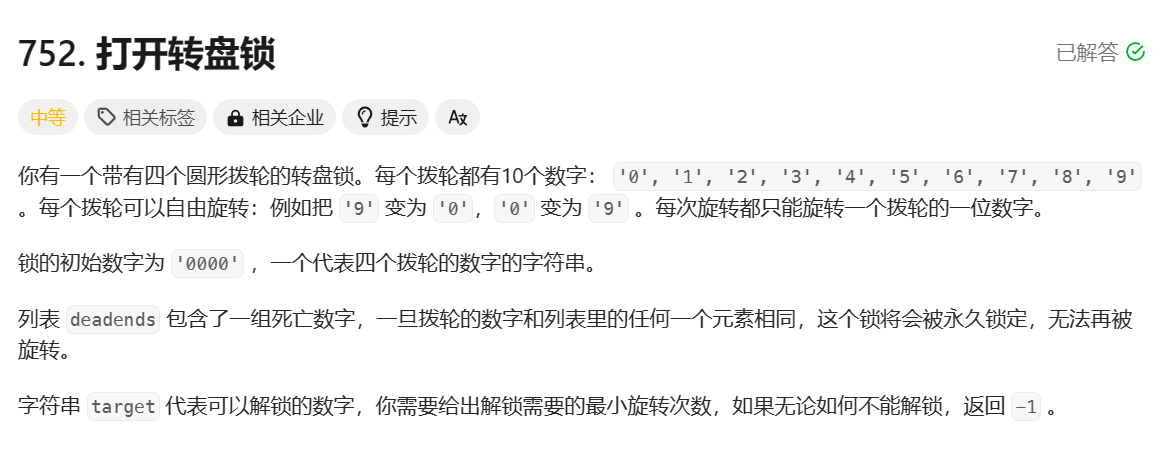 752. 打开转盘锁
已解答
中等 相关标签 相关企业 提示 Aあ
你有一个带有四个圆形拨轮的转盘锁。每个拨轮都有10个数字： '0', '1', '2', '3', '4', '5', '6', '7', '8', '9'
。每个拨轮可以自由旋转：例如把 '9' 变为 '0'，'0' 变为 '9' 。每次旋转都只能旋转一个拨轮的一位数字。
锁的初始数字为 '0000' ，一个代表四个拨轮的数字的字符串。
列表 deadends 包含了一组死亡数字，一旦拨轮的数字和列表里的任何一个元素相同，这个锁将会被永久锁定，无法再被
旋转。
字符串 target 代表可以解锁的数字，你需要给出解锁需要的最小旋转次数，如果无论如何不能解锁，返回 -1 。